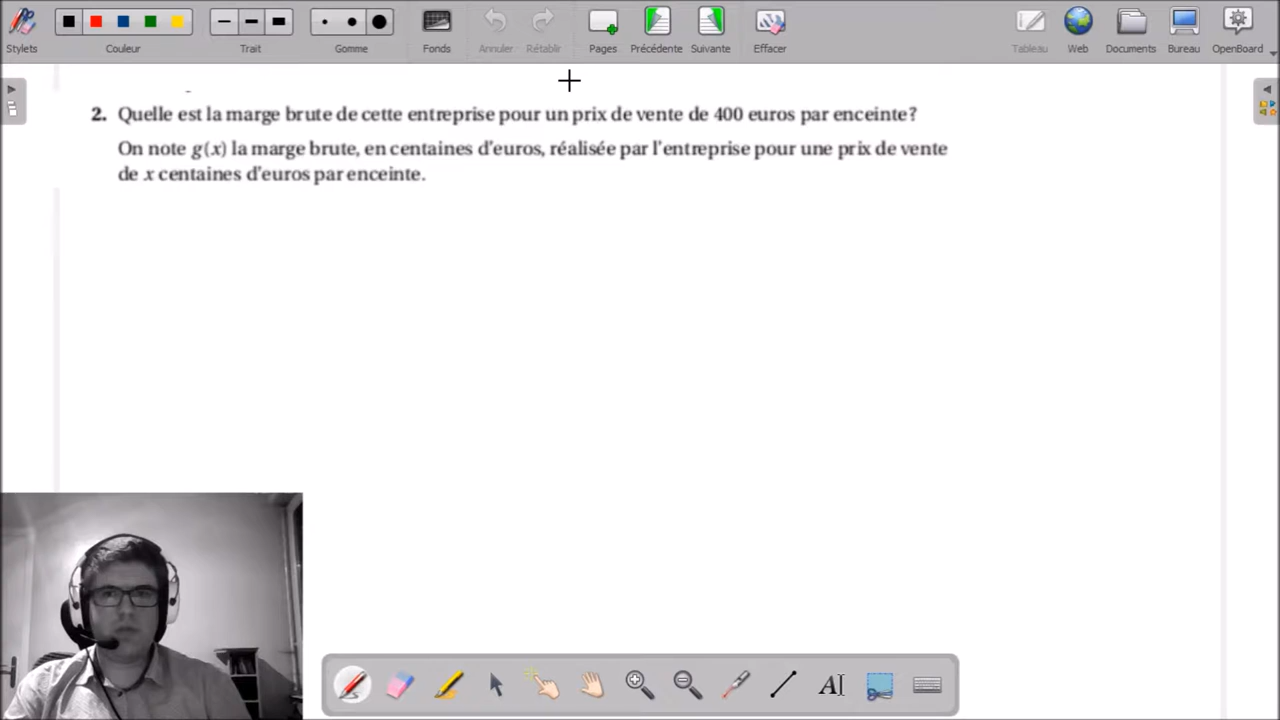 Stylets Couleur Trait Gomme Fonds Annuler Rétablir Pages Précédente Suivante Effacer Tableau Web Documents Bureau OpenBoard
2. Quelle est la marge brute de cette entreprise pour un prix de vente de 400 euros par enceinte?
On note g(x) la marge brute, en centaines d'euros, réalisée par l'entreprise pour une prix de vente
de x centaines d'euros par enceinte.
AI